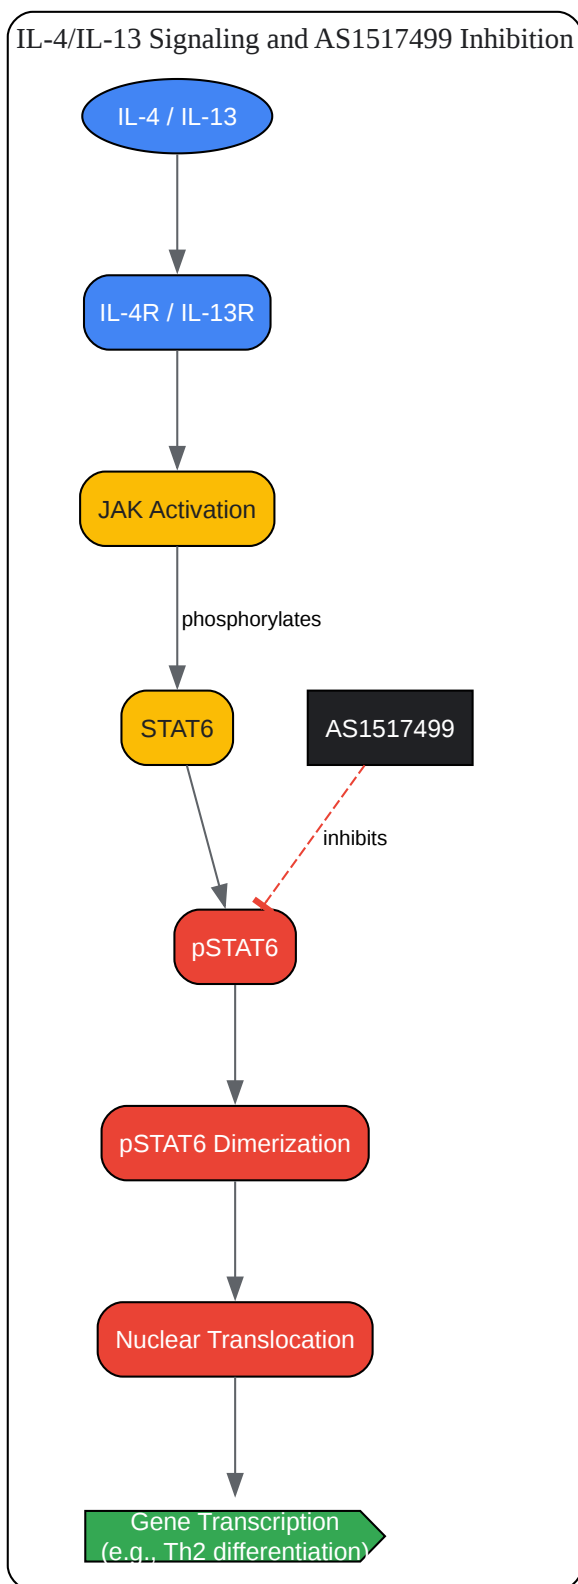 IL-4/IL-13 Signaling and AS1517499 Inhibition
IL-4 / IL-13
IL-4R / IL-13R
JAK Activation
phosphorylates
STAT6
AS1517499
inhibits
pSTAT6
pSTAT6 Dimerization
Nuclear Translocation
Gene Transcription
(e.g., Th2 differentiation)